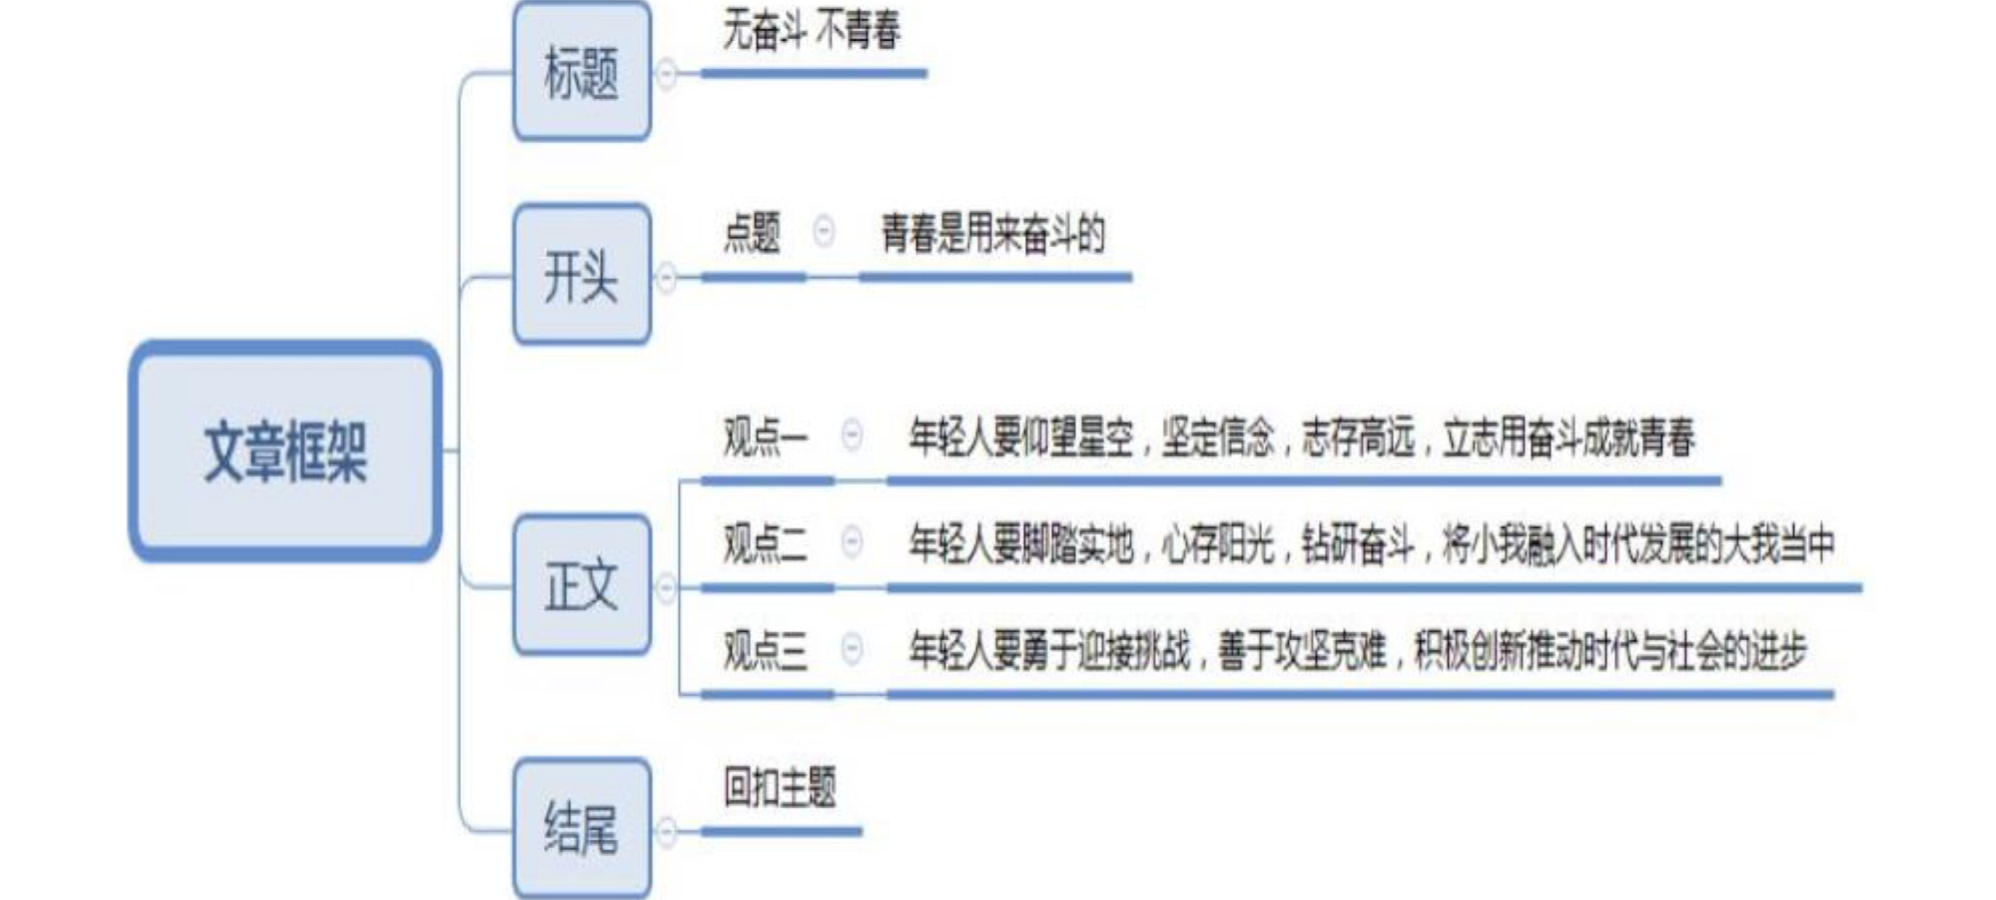 文章框架
标题
无奋斗 不青春
开头
点题
青春是用来奋斗的
正文
观点一
年轻人要仰望星空，坚定信念，志存高远，立志用奋斗成就青春
观点二
年轻人要脚踏实地，心存阳光，钻研奋斗，将小我融入时代发展的大我当中
观点三
年轻人要勇于迎接挑战，善于攻坚克难，积极创新推动时代与社会的进步
结尾
回扣主题